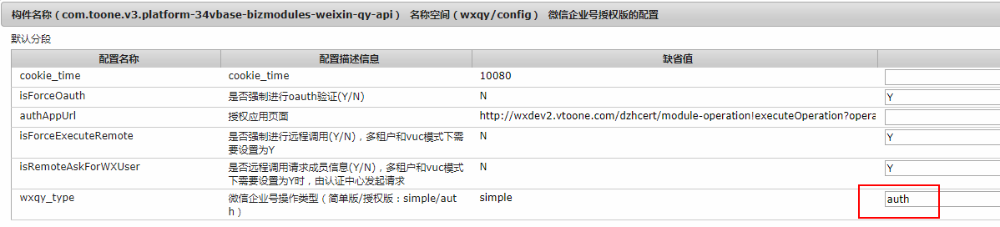 构件名称（com.toone.v3.platform-34vbase-bizmodules-weixin-qy-api） 名称空间（wxqy/config） 微信企业号授权版的配置
默认分段
配置名称 配置描述信息 缺省值
cookie_time cookie_time 10080
isForceOauth 是否强制进行oauth验证(Y/N) N Y
authAppUrl 授权应用页面 http://wxdev2.vtoone.com/dzhcert/module-operation!executeOperation?opera
isForceExecuteRemote 是否强制进行远程调用(Y/N)，多租户和vuc模式下需 N Y
要设置为Y
isRemoteAskForWXUser 是否远程调用请求成员信息(Y/N)，多租户和vuc模式 N Y
下需要设置为Y时，由认证中心发起请求
wxqy_type 微信企业号操作类型（简单版/授权版：simple/aut simple auth
h）